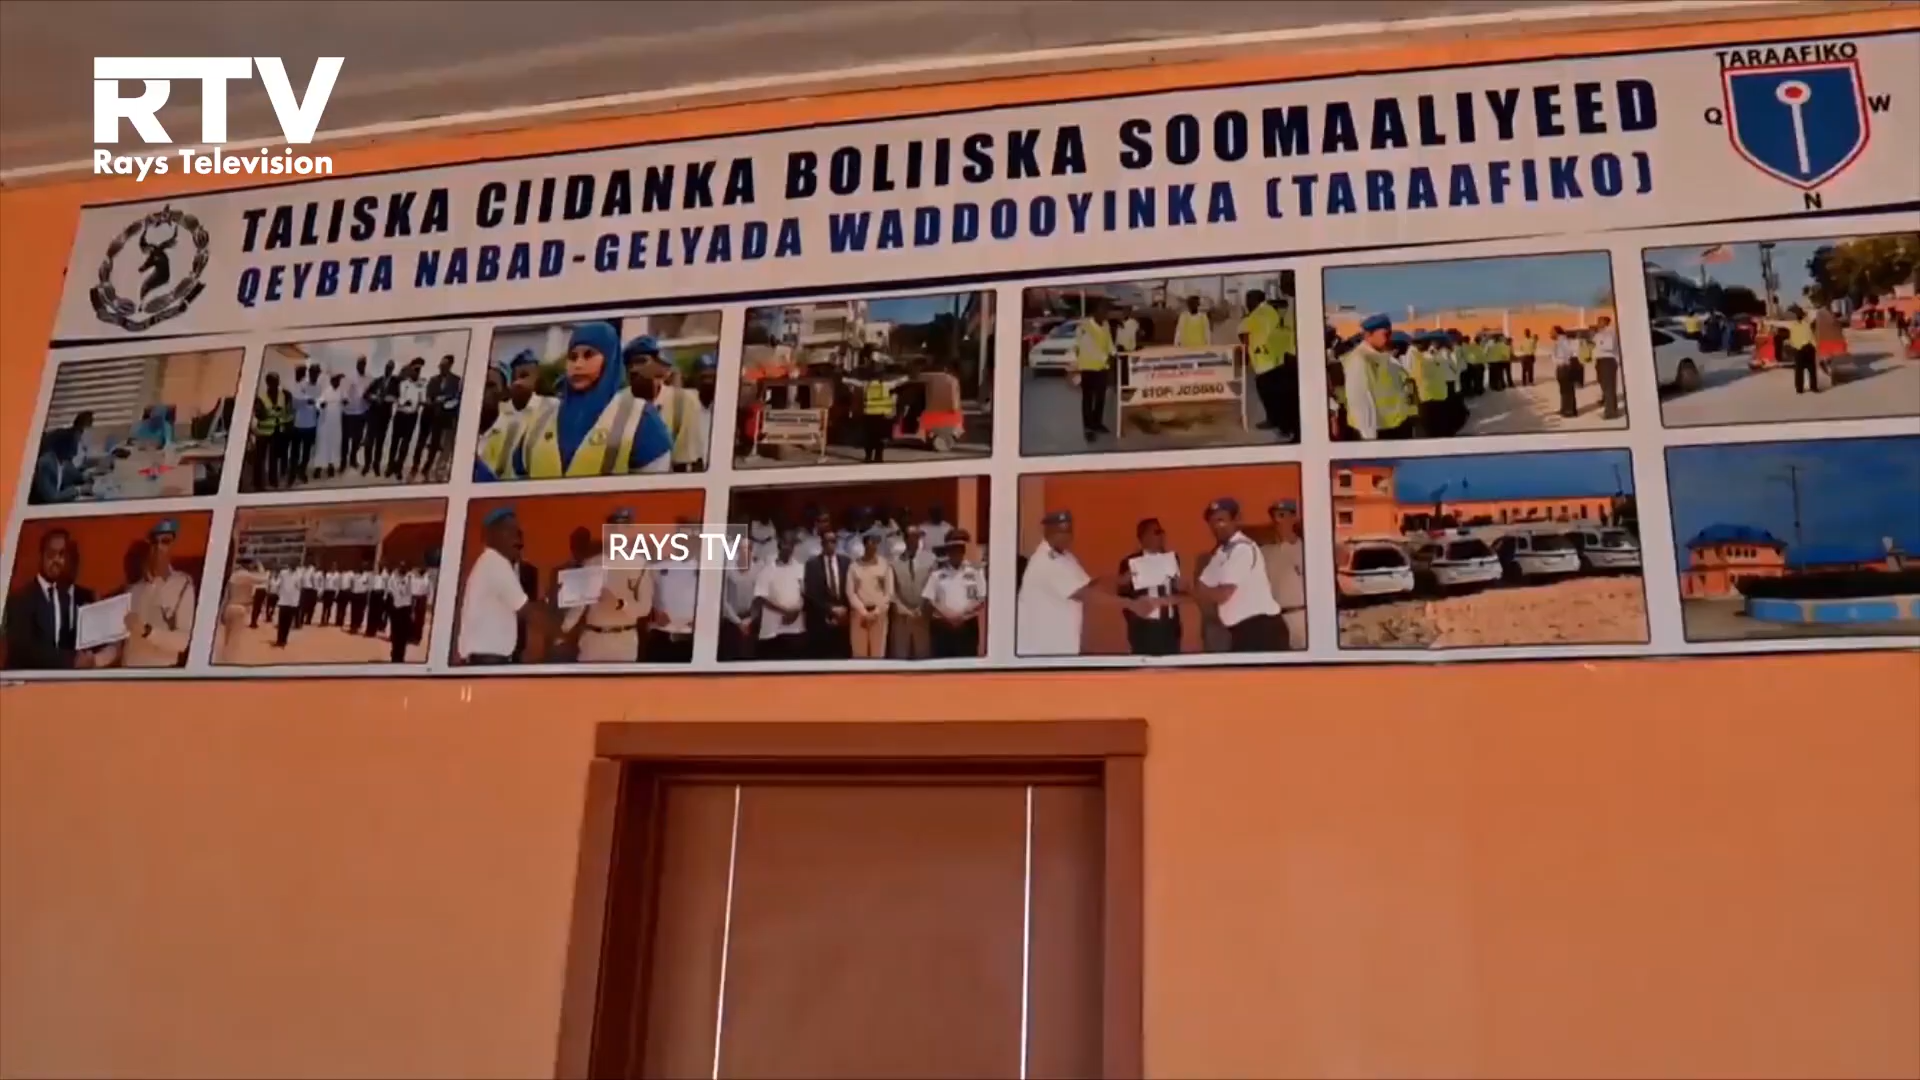 RTV
Rays Television
TARAAFIKO
Q W
N
TALISKA CIIDANKA BOLIISKA SOOMAALIYEED
QEYBTA NABAD-GELYADA WADDOOYINKA (TARAAFIKO)
STOP/JOOGSO
RAYS TV